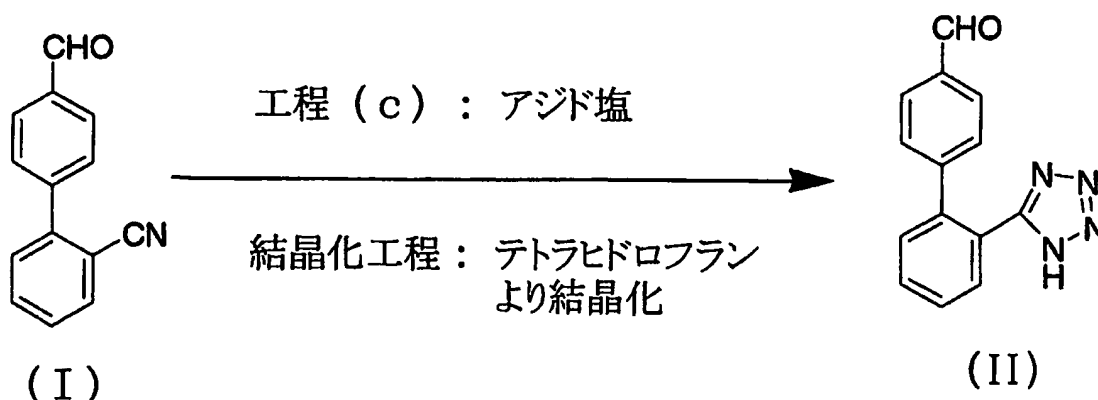 CHO
CN
(I)
工程 (c) : アジド塩
結晶化工程 : テトラヒドロフラン
より結晶化
CHO
N
N
N
N
H
(II)